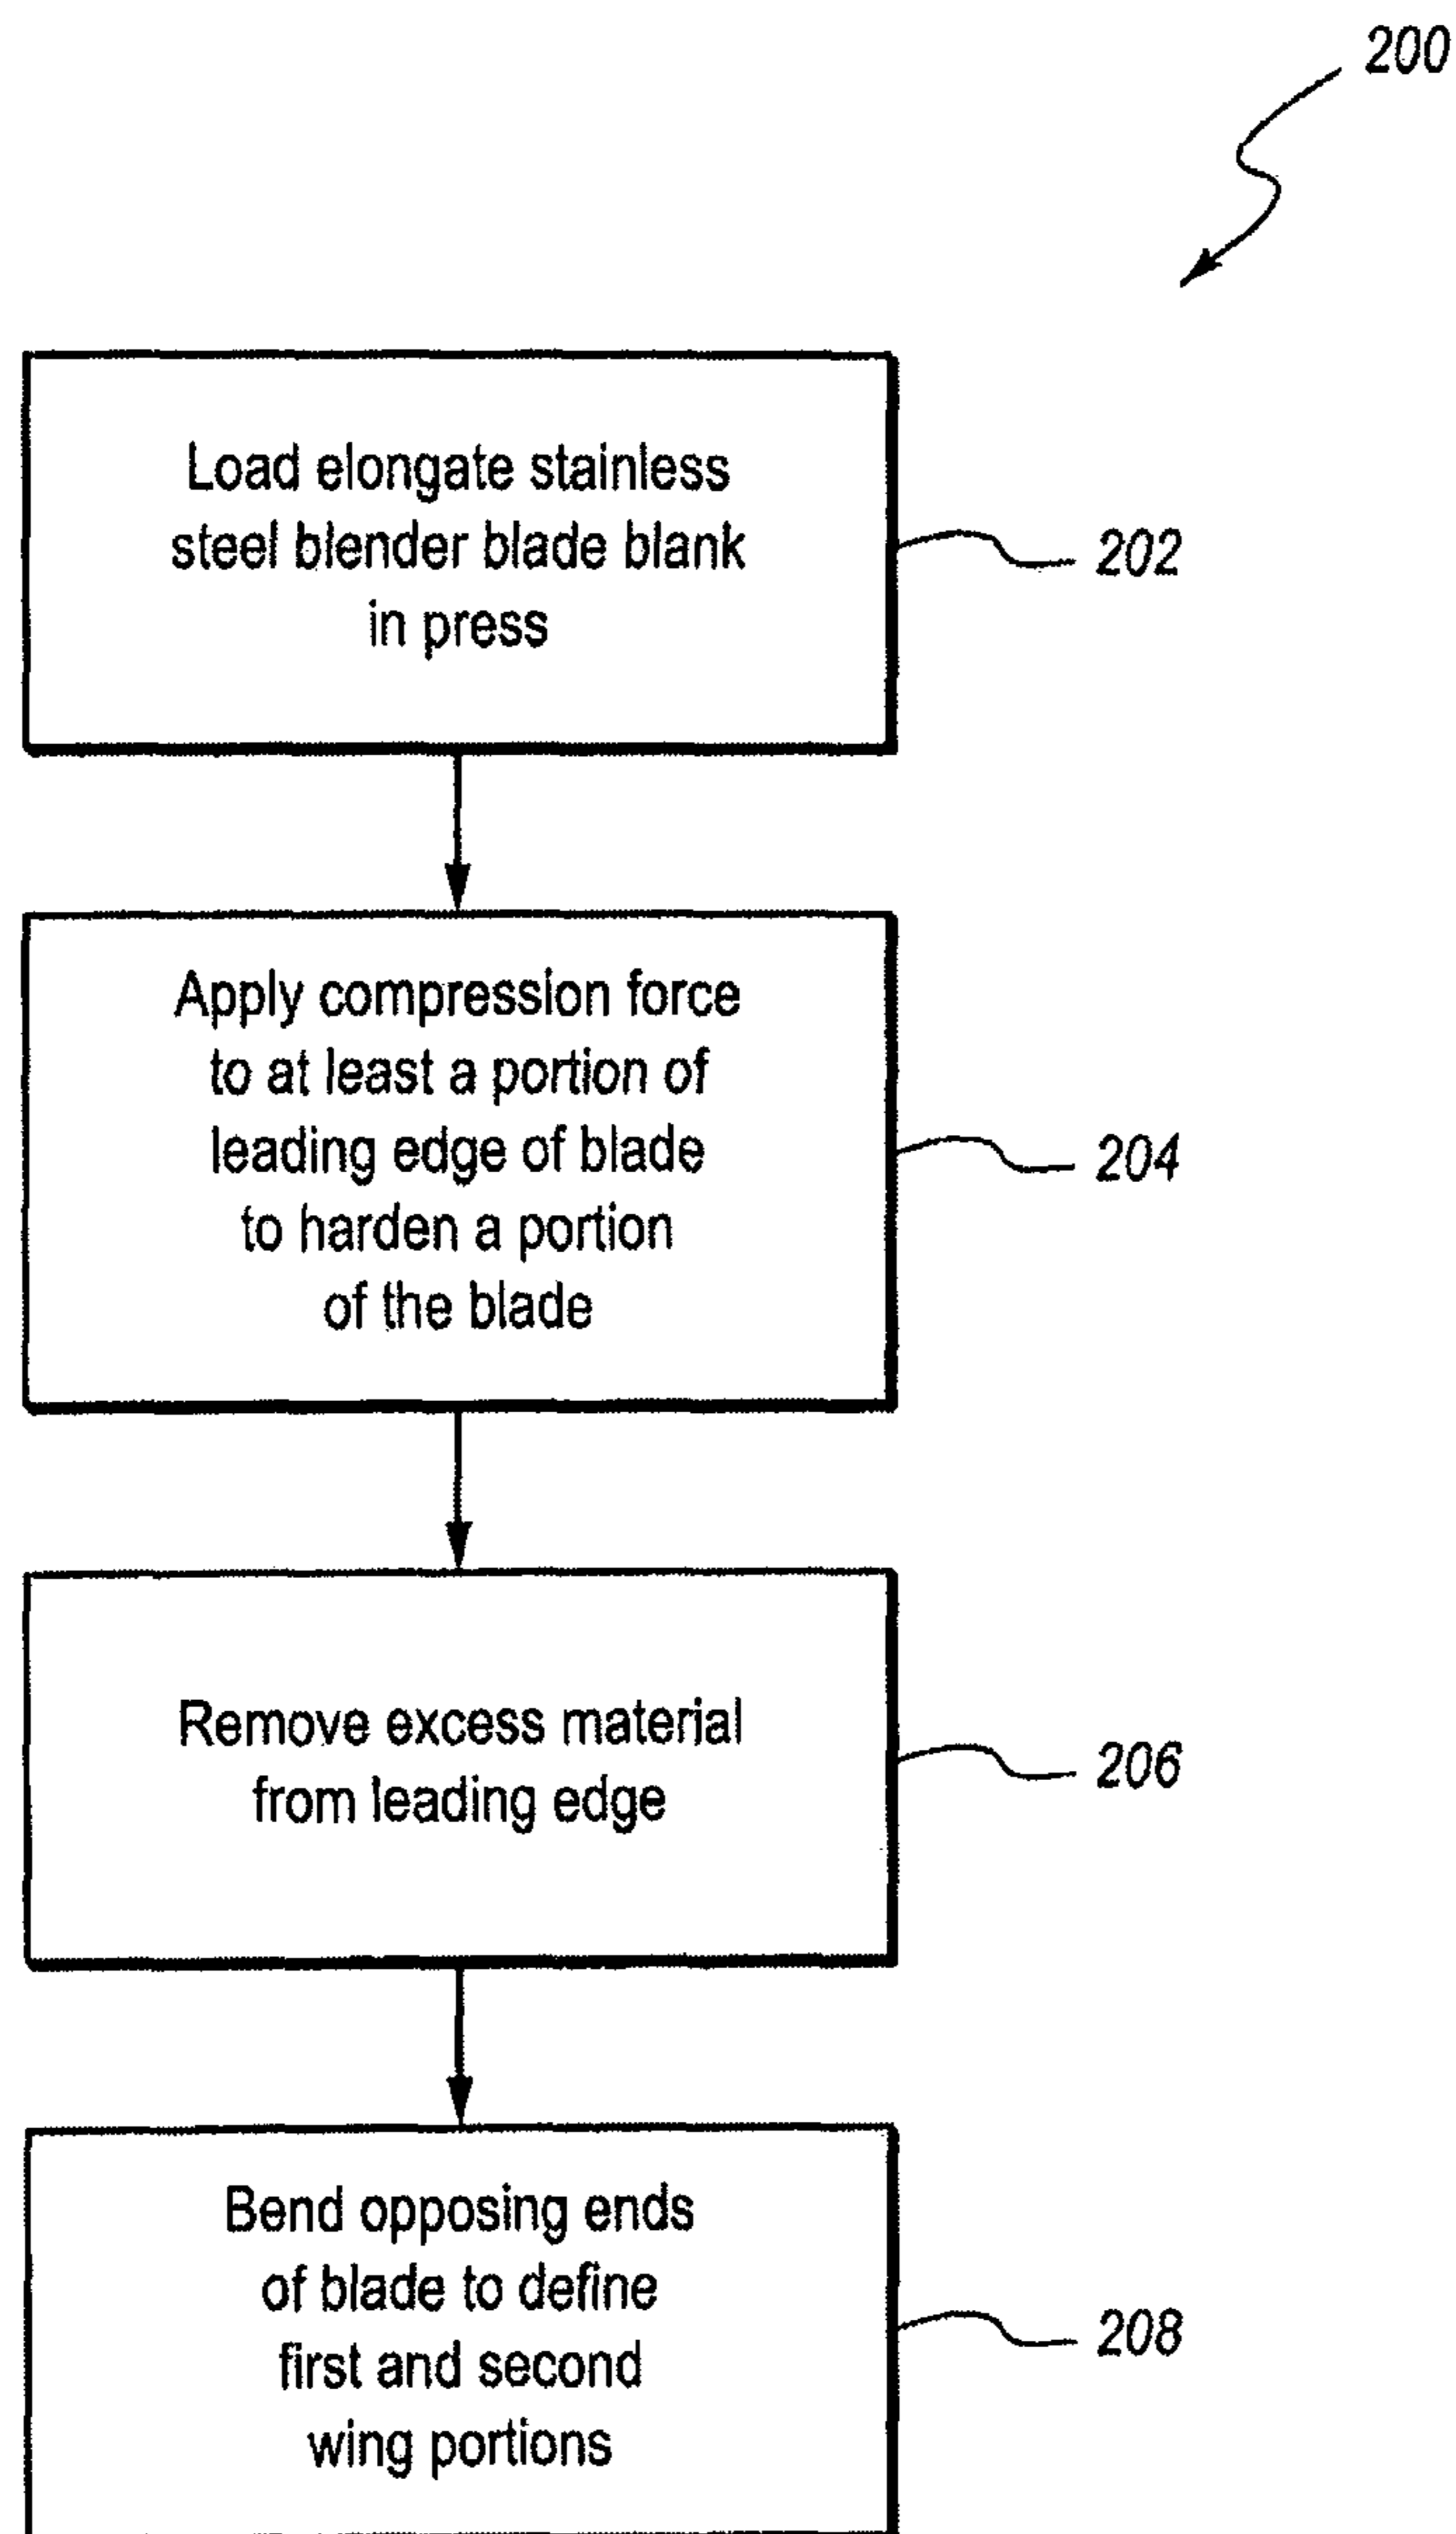 200
Load elongate stainless
steel blender blade blank
in press
202
Apply compression force
to at least a portion of
leading edge of blade
to harden a portion
of the blade
204
Remove excess material
from leading edge
206
Bend opposing ends
of blade to define
first and second
wing portions
208